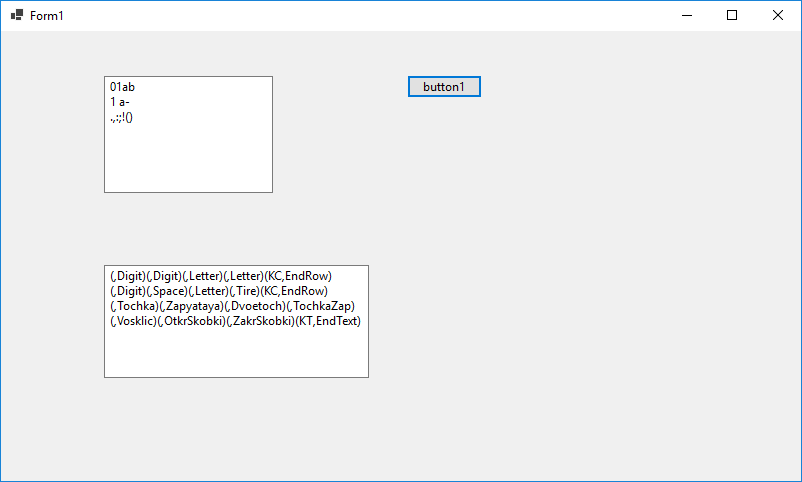 Form1
01ab
1 a-
.,:;!()
button1
(,Digit)(,Digit)(,Letter)(,Letter)(KC,EndRow)
(,Digit)(,Space)(,Letter)(,Tire)(KC,EndRow)
(,Tochka)(,Zapyataya)(,Dvoetoch)(,TochkaZap)
(,Vosklic)(,OtkrSkobki)(,ZakrSkobki)(KT,EndText)